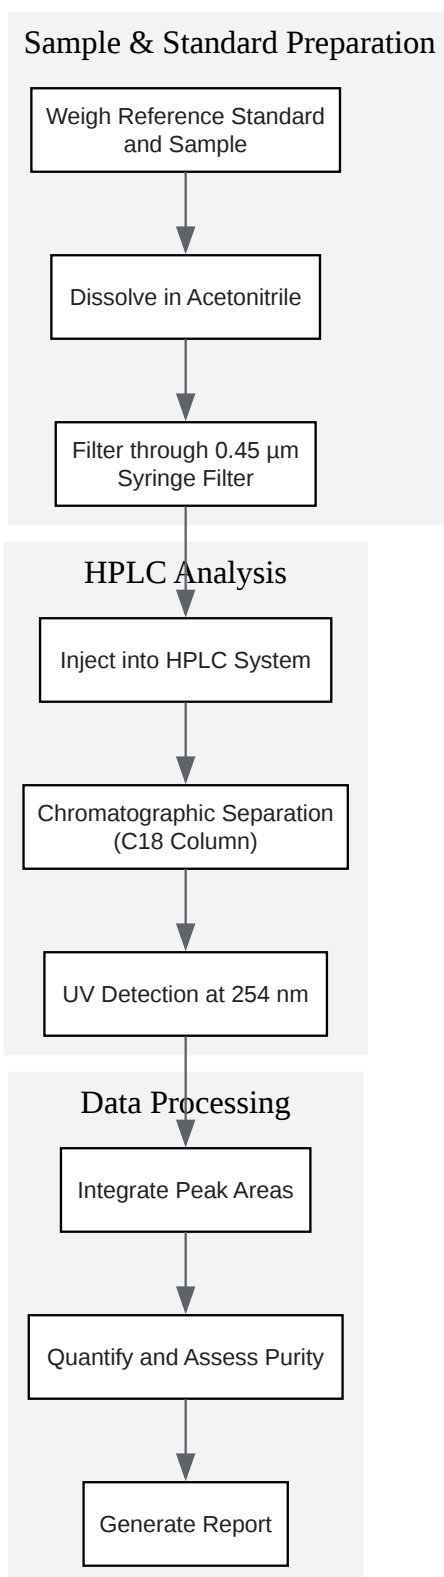 Sample & Standard Preparation
Weigh Reference Standard
and Sample
Dissolve in Acetonitrile
Filter through 0.45 µm
Syringe Filter
HPLC Analysis
Inject into HPLC System
Chromatographic Separation
(C18 Column)
UV Detection at 254 nm
Data Processing
Integrate Peak Areas
Quantify and Assess Purity
Generate Report